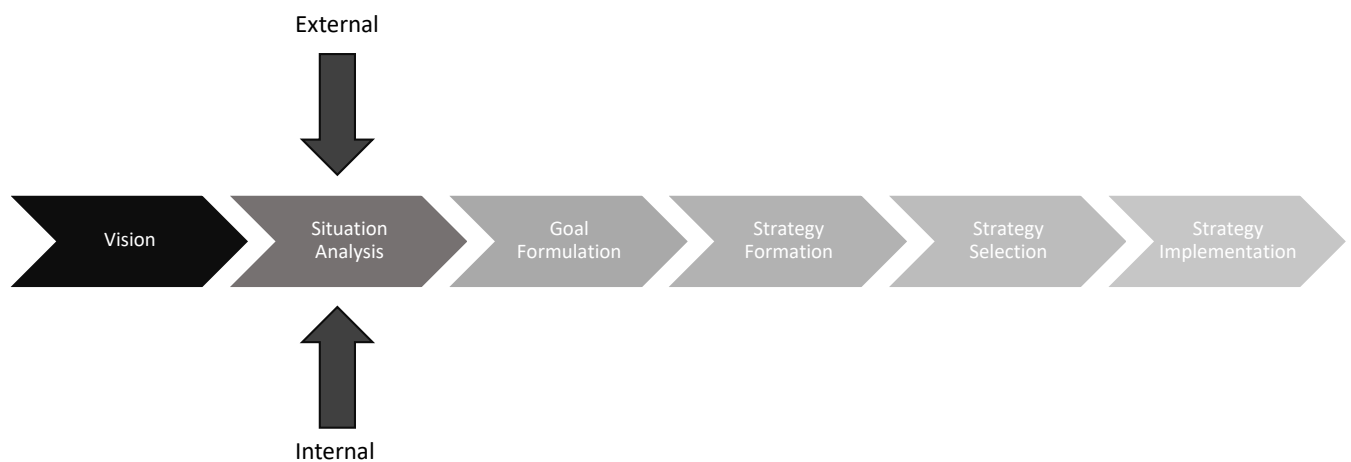 External
Vision
Situation
Analysis
Goal
Formulation
Strategy
Formation
Strategy
Selection
Strategy
Implementation
Internal